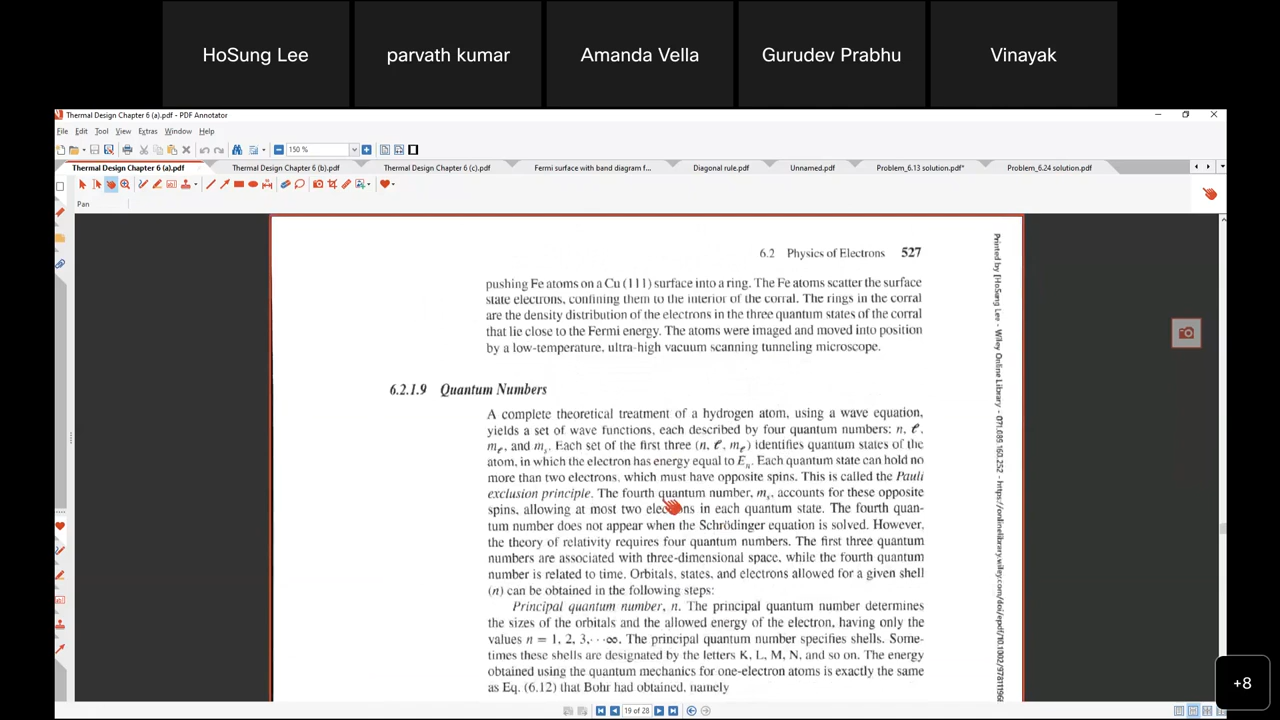 HoSung Lee
parvath kumar
Amanda Vella
Gurudev Prabhu
Vinayak
Thermal Design Chapter 6 (a).pdf - PDF Annotator
File Edit Tool View Extras Window Help
150 %
Thermal Design Chapter 6 (a).pdf
Thermal Design Chapter 6 (b).pdf
Thermal Design Chapter 6 (c).pdf
Fermi surface with band diagram f...
Diagonal rule.pdf
Unnamed.pdf
Problem_6.13 solution.pdf*
Problem_6.24 solution.pdf
Pan
6.2 Physics of Electrons 527
pushing Fe atoms on a Cu (111) surface into a ring. The Fe atoms scatter the surface
state electrons, confining them to the interior of the corral. The rings in the corral
are the density distribution of the electrons in the three quantum states of the corral
that lie close to the Fermi energy. The atoms were imaged and moved into position
by a low-temperature, ultra-high vacuum scanning tunneling microscope.
6.2.1.9 Quantum Numbers
A complete theoretical treatment of a hydrogen atom, using a wave equation,
yields a set of wave functions, each described by four quantum numbers: n, ℓ,
mℓ, and ms. Each set of the first three (n, ℓ, mℓ) identifies quantum states of the
atom, in which the electron has energy equal to En. Each quantum state can hold no
more than two electrons, which must have opposite spins. This is called the Pauli
exclusion principle. The fourth quantum number, ms, accounts for these opposite
spins, allowing at most two electrons in each quantum state. The fourth quan-
tum number does not appear when the Schrödinger equation is solved. However,
the theory of relativity requires four quantum numbers. The first three quantum
numbers are associated with three-dimensional space, while the fourth quantum
number is related to time. Orbitals, states, and electrons allowed for a given shell
(n) can be obtained in the following steps:
Principal quantum number, n. The principal quantum number determines
the sizes of the orbitals and the allowed energy of the electron, having only the
values n = 1, 2, 3,···∞. The principal quantum number specifies shells. Some-
times these shells are designated by the letters K, L, M, N, and so on. The energy
obtained using the quantum mechanics for one-electron atoms is exactly the same
as Eq. (6.12) that Bohr had obtained, namely
Printed by [HoSung Lee - Wiley Online Library
19 of 28
+8